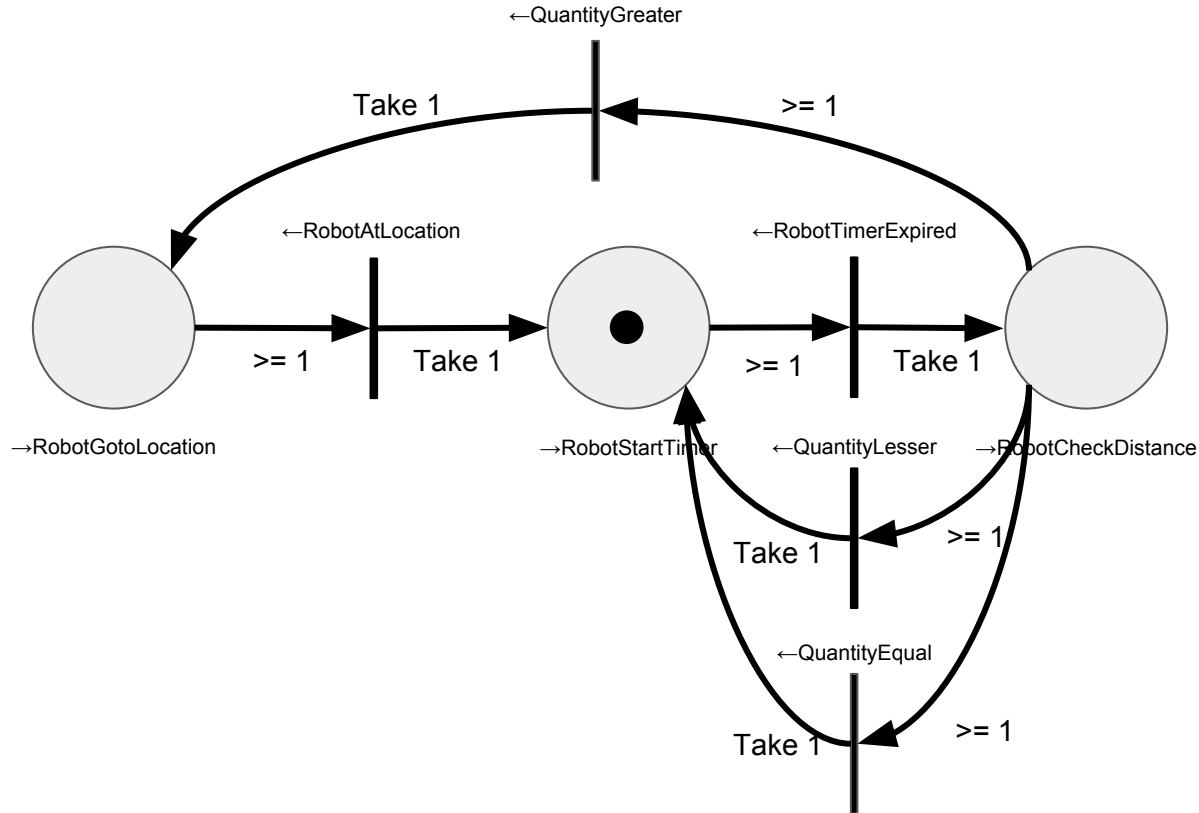 ←QuantityGreater
Take 1
>= 1
←RobotAtLocation
←RobotTimerExpired
>= 1
Take 1
>= 1
Take 1
→RobotGotoLocation
→RobotStartTimer
←QuantityLesser
→RobotCheckDistance
Take 1
>= 1
←QuantityEqual
Take 1
>= 1